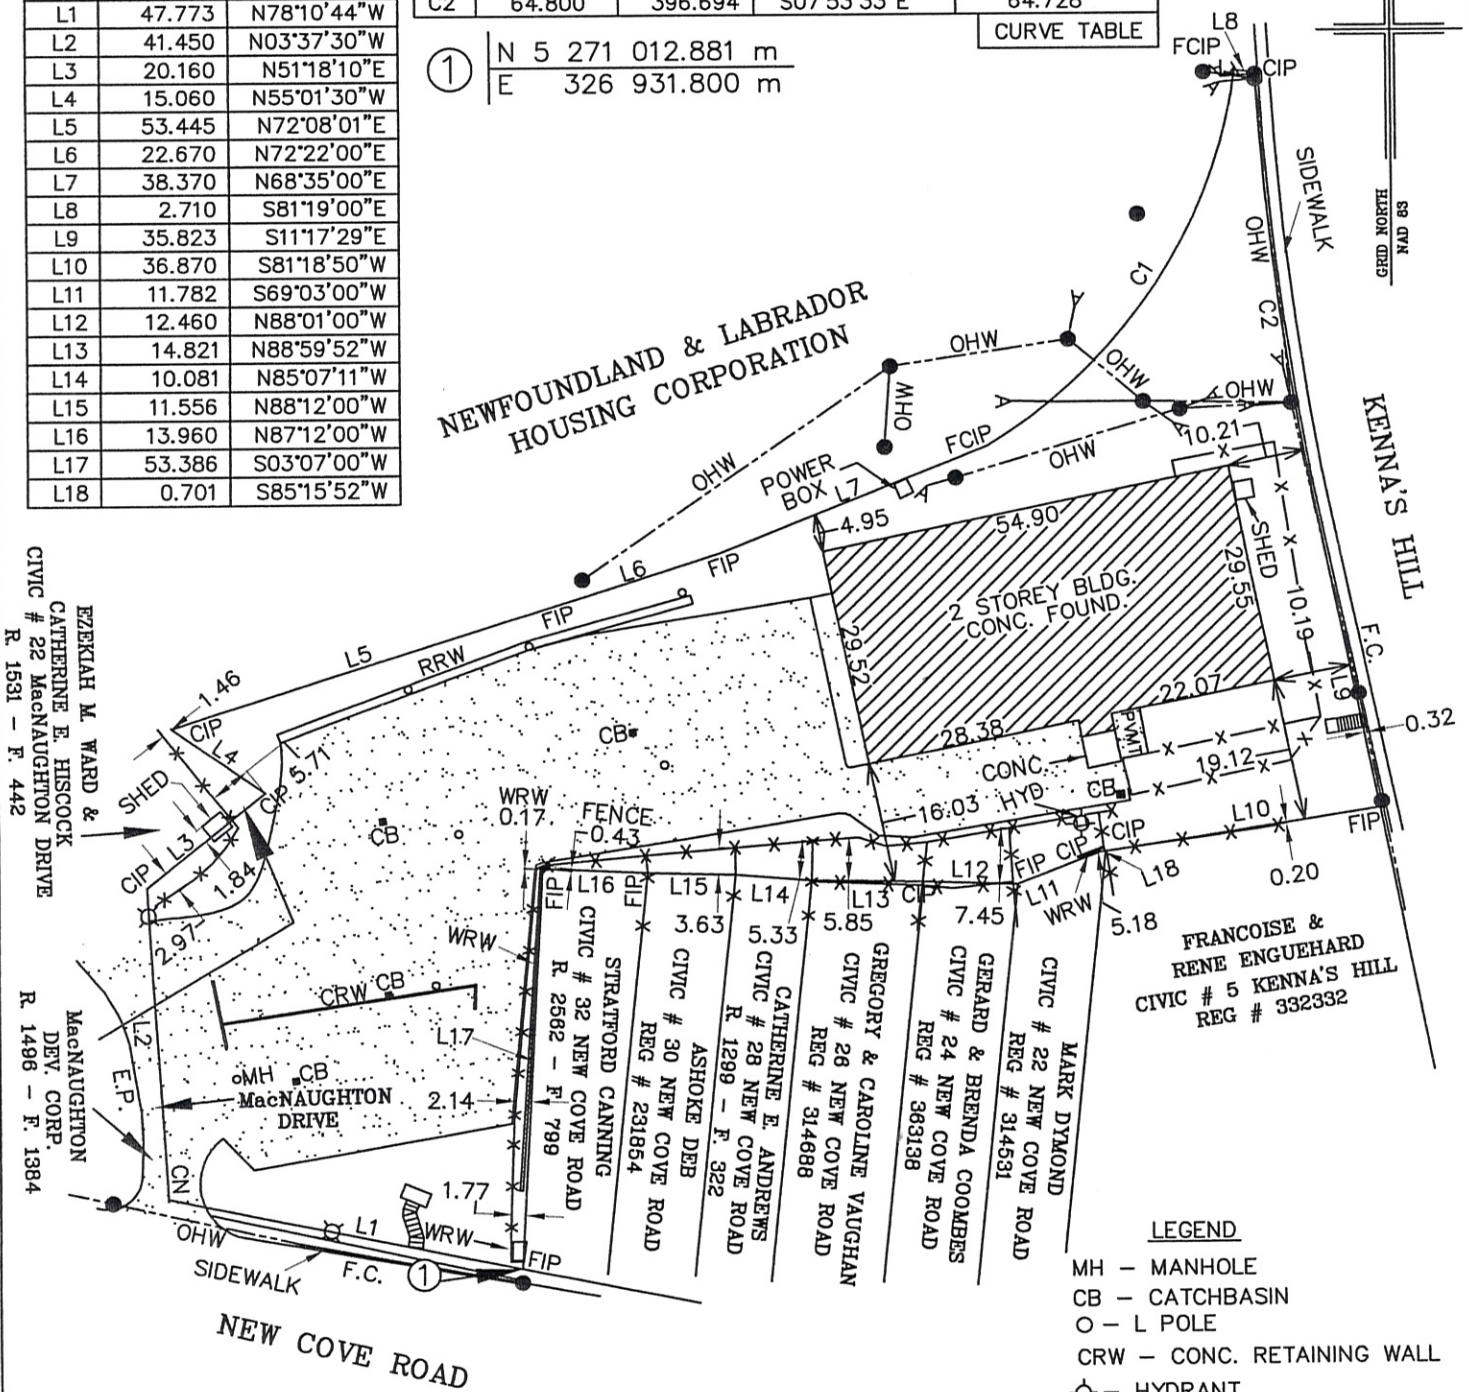 L1 47.773 N78°10'44"W
L2 41.450 N03°37'30"W
L3 20.160 N51°18'10"E
L4 15.060 N55°01'30"W
L5 53.445 N72°08'01"E
L6 22.670 N72°22'00"E
L7 38.370 N68°35'00"E
L8 2.710 S81°19'00"E
L9 35.823 S11°17'29"E
L10 36.870 S81°18'50"W
L11 11.782 S69°03'00"W
L12 12.460 N88°01'00"W
L13 14.821 N88°59'52"W
L14 10.081 N85°07'11"W
L15 11.556 N88°12'00"W
L16 13.960 N87°12'00"W
L17 53.386 S03°07'00"W
L18 0.701 S85°15'52"W
C2 64.800 396.694 S07°53'33"E 64.728
CURVE TABLE
1
N 5 271 012.881 m
E 326 931.800 m
L8
FCIP
CIP
A
A
SIDEWALK
OHW
C2
GRID NORTH
NAD 83
C1
NEWFOUNDLAND & LABRADOR
HOUSING CORPORATION
A
OHW
OHW
OHW
OHW
A
A
A
A
A
OHW
FCIP
OHW
10.21
KENNA'S HILL
POWER
BOX
L7
A
4.95
54.90
SHED
29.55
10.19
2 STOREY BLDG.
CONC. FOUND.
29.52
F.C.
L9
0.32
22.07
28.38
PVMT
CONC.
19.12
CB
16.03
HYD
L10
FIP
0.20
L6
FIP
FIP
L5
RRW
1.46
CIP
L4
5.71
CIP
SHED
L3
CIP
1.84
2.97
CB
CB
EZEKIAH M. WARD &
CATHERINE E. HISCOCK
CIVIC # 22 MacNAUGHTON DRIVE
R. 1531 - F. 442
WRW
0.17
FENCE
0.43
FIP
L16
FIP
L15
3.63
L14
5.33
L13
5.85
CIP
L12
7.45
FIP
CIP
CIP
L11
WRW
L18
5.18
FRANCOISE &
RENE ENGUEHARD
CIVIC # 5 KENNA'S HILL
REG # 332332
WRW
CRW
CB
L17
MH
CB
MacNAUGHTON
DRIVE
2.14
L2
E.P.
MacNAUGHTON
DEV. CORP.
R. 1496 - F. 1384
CN
STRATFORD CANNING
CIVIC # 32 NEW COVE ROAD
R. 2562 - F. 799
ASHOKE DEB
CIVIC # 30 NEW COVE ROAD
REG # 231854
CATHERINE E. ANDREWS
CIVIC # 28 NEW COVE ROAD
R. 1299 - F. 322
GREGORY & CAROLINE VAUGHAN
CIVIC # 26 NEW COVE ROAD
REG # 314688
GERARD & BRENDA COOMBES
CIVIC # 24 NEW COVE ROAD
REG # 363138
MARK DYMOND
CIVIC # 22 NEW COVE ROAD
REG # 314531
1.77
WRW
FIP
OHW
L1
SIDEWALK
F.C.
1
NEW COVE ROAD
LEGEND
MH - MANHOLE
CB - CATCHBASIN
O - L POLE
CRW - CONC. RETAINING WALL
- HYDRANT